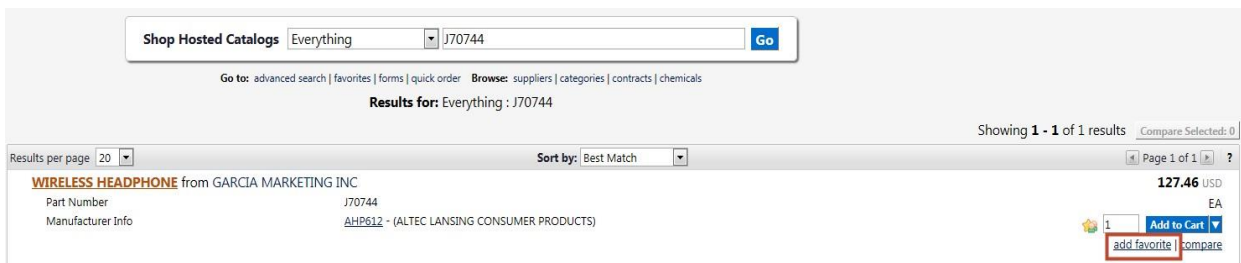 Shop Hosted Catalogs Everything J70744 Go
Go to: advanced search | favorites | forms | quick order Browse: suppliers | categories | contracts | chemicals
Results for: Everything : J70744
Showing 1 - 1 of 1 results Compare Selected: 0
Results per page 20 Sort by: Best Match Page 1 of 1 ?
WIRELESS HEADPHONE from GARCIA MARKETING INC 127.46 USD
Part Number J70744 EA
Manufacturer Info AHP612 - (ALTEC LANSING CONSUMER PRODUCTS) 1 Add to Cart
add favorite | compare